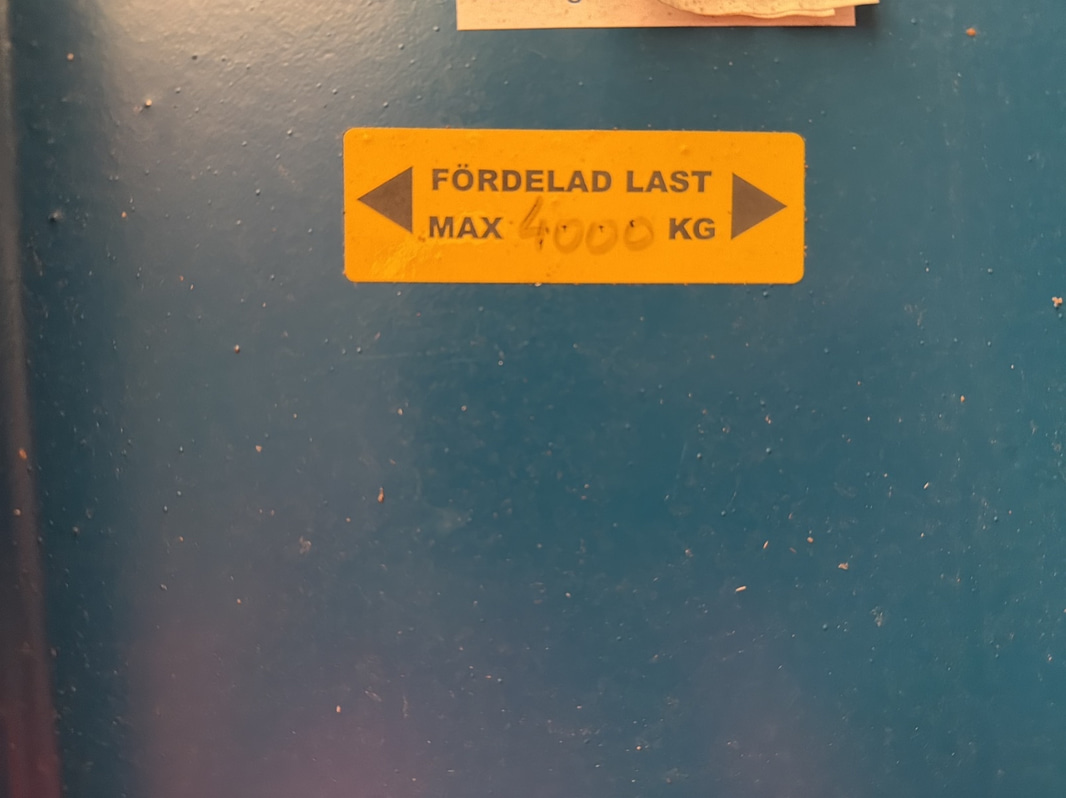 FÖRDELAD LAST
MAX 4000 KG